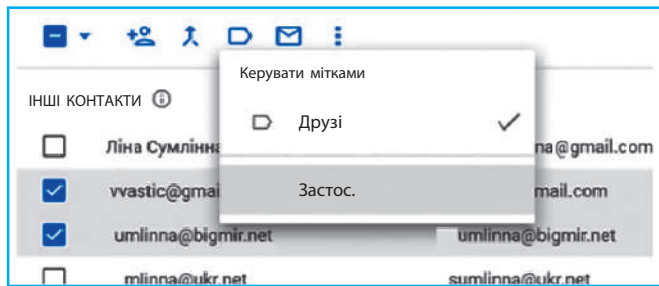 Керувати мітками
ІНШІ КОНТАКТИ
Друзі
Ліна Сумлінна na@gmail.com
Застос.
vvastic@gmai mail.com
umlinna@bigmir.net umlinna@bigmir.net
mlinna@ukr.net sumlinna@ukr.net